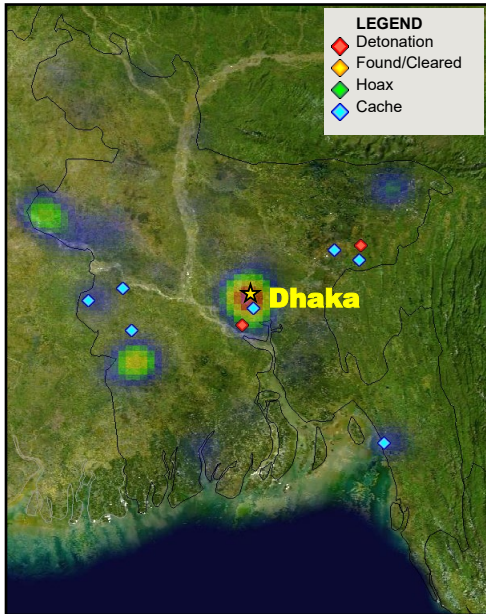 LEGEND
Detonation
Found/Cleared
Hoax
Cache
Dhaka